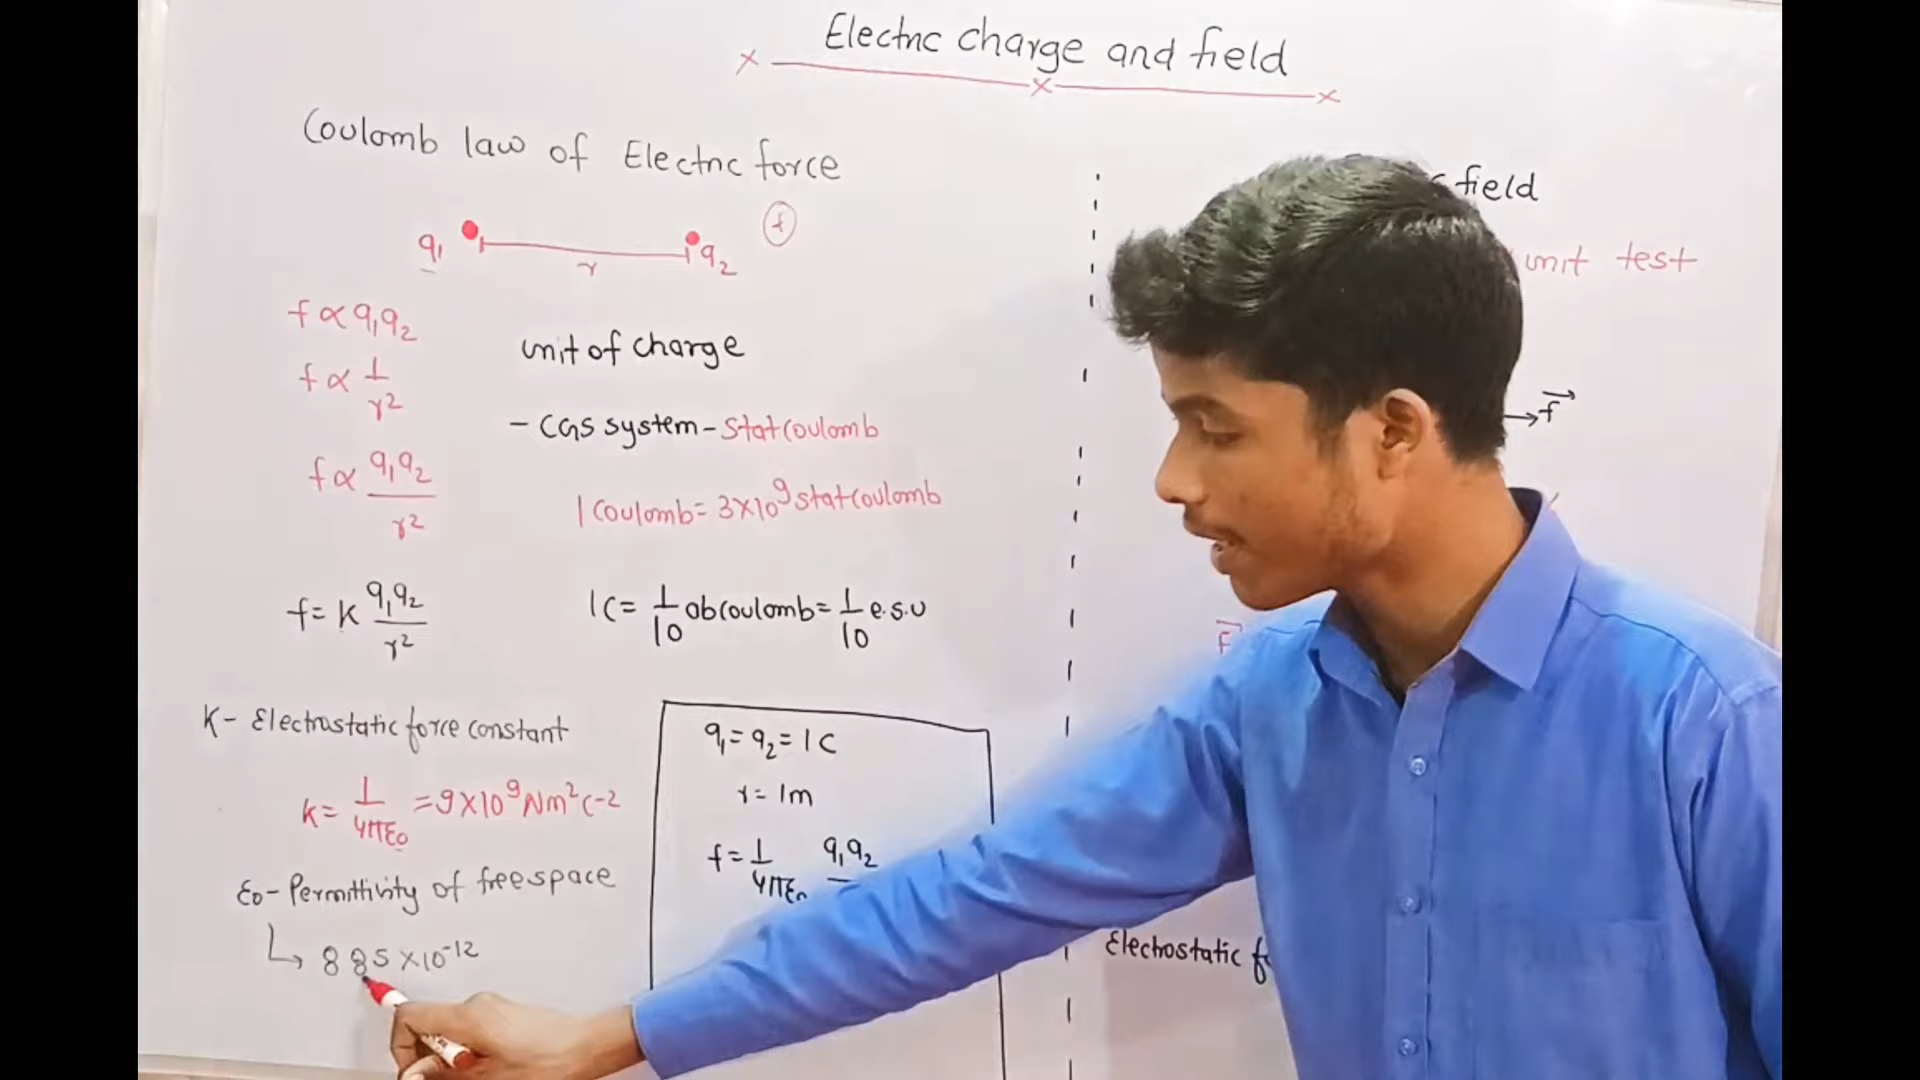 Electric charge and field
Coulomb law of Electric force
q₁ r q₂
f
f ∝ q₁q₂
f ∝ 1/r²
f ∝ q₁q₂/r²
f = K q₁q₂/r²
unit of charge
- CGS system - Statcoulomb
1 Coulomb = 3×10⁹ statcoulomb
1C = 1/10 abcoulomb = 1/10 e.s.u
K - Electrostatic force constant
K = 1/4πε₀ = 9×10⁹ Nm²C-2
ε₀ - Permittivity of freespace
↳ 885×10⁻¹²
q₁ = q₂ = 1C
r = 1m
f = 1/4πε₀ q₁q₂
field
unit test
→ f⃗
F⃗
Electrostatic